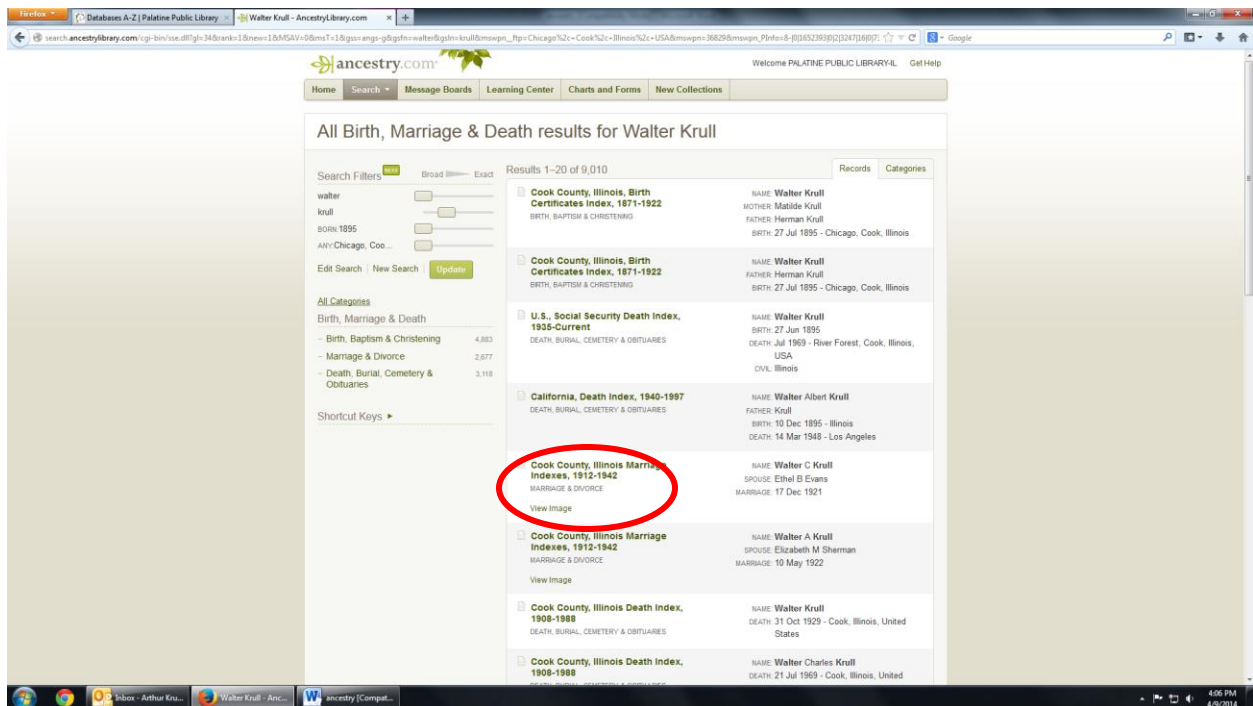 Firefox
Databases A-Z | Palatine Public Library × Walter Krull - AncestryLibrary.com × +
Google
ancestry.com Welcome PALATINE PUBLIC LIBRARY-IL Get Help
Home Search Message Boards Learning Center Charts and Forms New Collections
All Birth, Marriage & Death results for Walter Krull
Search Filters Broad Exact
walter
krull
BORN:1895
ANY:Chicago, Coo...
Edit Search | New Search | Update
All Categories
Birth, Marriage & Death
– Birth, Baptism & Christening 4,883
– Marriage & Divorce 2,677
– Death, Burial, Cemetery & Obituaries 3,118
Shortcut Keys ►
Results 1–20 of 9,010 Records Categories
Cook County, Illinois, Birth
Certificates Index, 1871-1922
BIRTH, BAPTISM & CHRISTENING
NAME: Walter Krull
MOTHER: Matilde Krull
FATHER: Herman Krull
BIRTH: 27 Jul 1895 - Chicago, Cook, Illinois
Cook County, Illinois, Birth
Certificates Index, 1871-1922
BIRTH, BAPTISM & CHRISTENING
NAME: Walter Krull
FATHER: Herman Krull
BIRTH: 27 Jul 1895 - Chicago, Cook, Illinois
U.S., Social Security Death Index,
1935-Current
DEATH, BURIAL, CEMETERY & OBITUARIES
NAME: Walter Krull
BIRTH: 27 Jun 1895
DEATH: Jul 1969 - River Forest, Cook, Illinois,
USA
CIVIL: Illinois
California, Death Index, 1940-1997
DEATH, BURIAL, CEMETERY & OBITUARIES
NAME: Walter Albert Krull
FATHER: Krull
BIRTH: 10 Dec 1895 - Illinois
DEATH: 14 Mar 1948 - Los Angeles
Cook County, Illinois Marriage
Indexes, 1912-1942
MARRIAGE & DIVORCE
View Image
NAME: Walter C Krull
SPOUSE: Ethel B Evans
MARRIAGE: 17 Dec 1921
Cook County, Illinois Marriage
Indexes, 1912-1942
MARRIAGE & DIVORCE
View Image
NAME: Walter A Krull
SPOUSE: Elizabeth M Sherman
MARRIAGE: 10 May 1922
Cook County, Illinois Death Index,
1908-1988
DEATH, BURIAL, CEMETERY & OBITUARIES
NAME: Walter Krull
DEATH: 31 Oct 1929 - Cook, Illinois, United
States
Cook County, Illinois Death Index,
1908-1988
NAME: Walter Charles Krull
DEATH: 21 Jul 1969 - Cook, Illinois, United
Inbox - Arthur Kru... Walter Krull - Anc... ancestry [Compat...
4:06 PM
4/9/2014